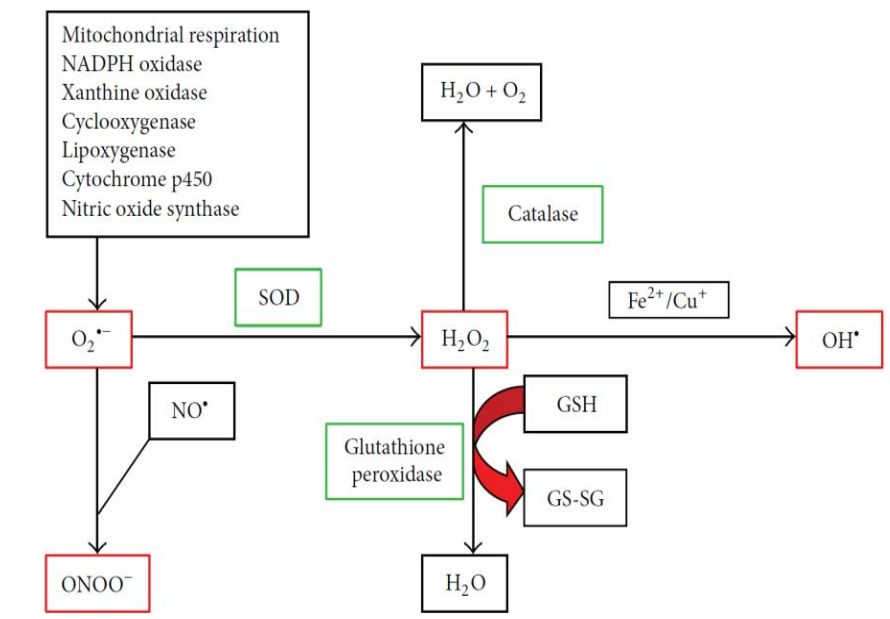 Mitochondrial respiration
NADPH oxidase
Xanthine oxidase
Cyclooxygenase
Lipoxygenase
Cytochrome p450
Nitric oxide synthase
H₂O + O₂
Catalase
SOD
Fe²⁺/Cu⁺
O₂•⁻
H₂O₂
OH•
NO•
GSH
Glutathione
peroxidase
GS-SG
ONOO⁻
H₂O